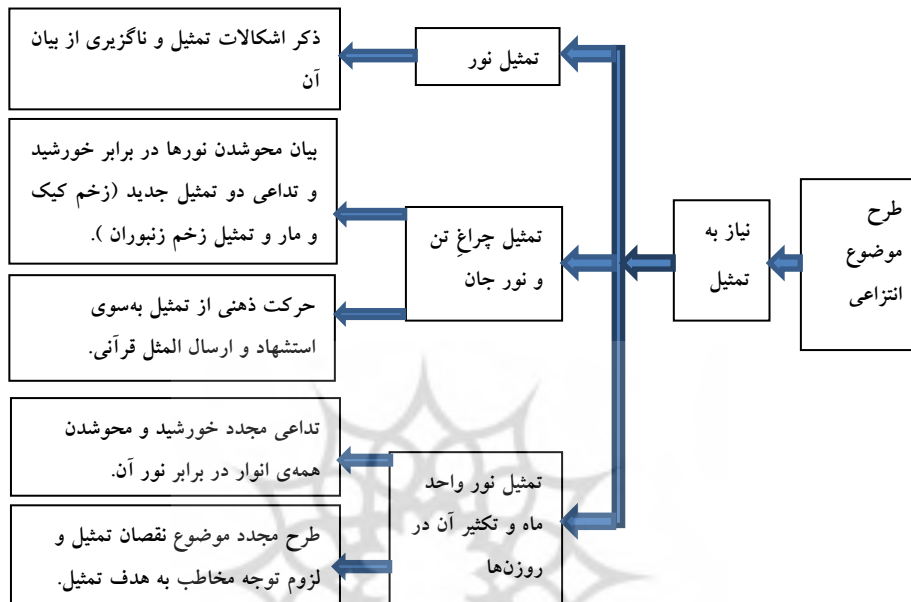 طرح
موضوع
انتزاعی
نیاز به
تمثیل
تمثیل نور
ذکر اشکالات تمثیل و ناگزیری از بیان
آن
تمثیل چراغِ تن
و نور جان
بیان محوشدن نورها در برابر خورشید
و تداعی دو تمثیل جدید (زخم کیک
و مار و تمثیل زخم زنبوران ).
حرکت ذهنی از تمثیل به‌سوی
استشهاد و ارسال المثل قرآنی.
تمثیل نور واحد
ماه و تکثیر آن در
روزن‌ها
تداعی مجدد خورشید و محوشدن
همه‌ی انوار در برابر نور آن.
طرح مجدد موضوع نقصان تمثیل و
لزوم توجه مخاطب به هدف تمثیل.